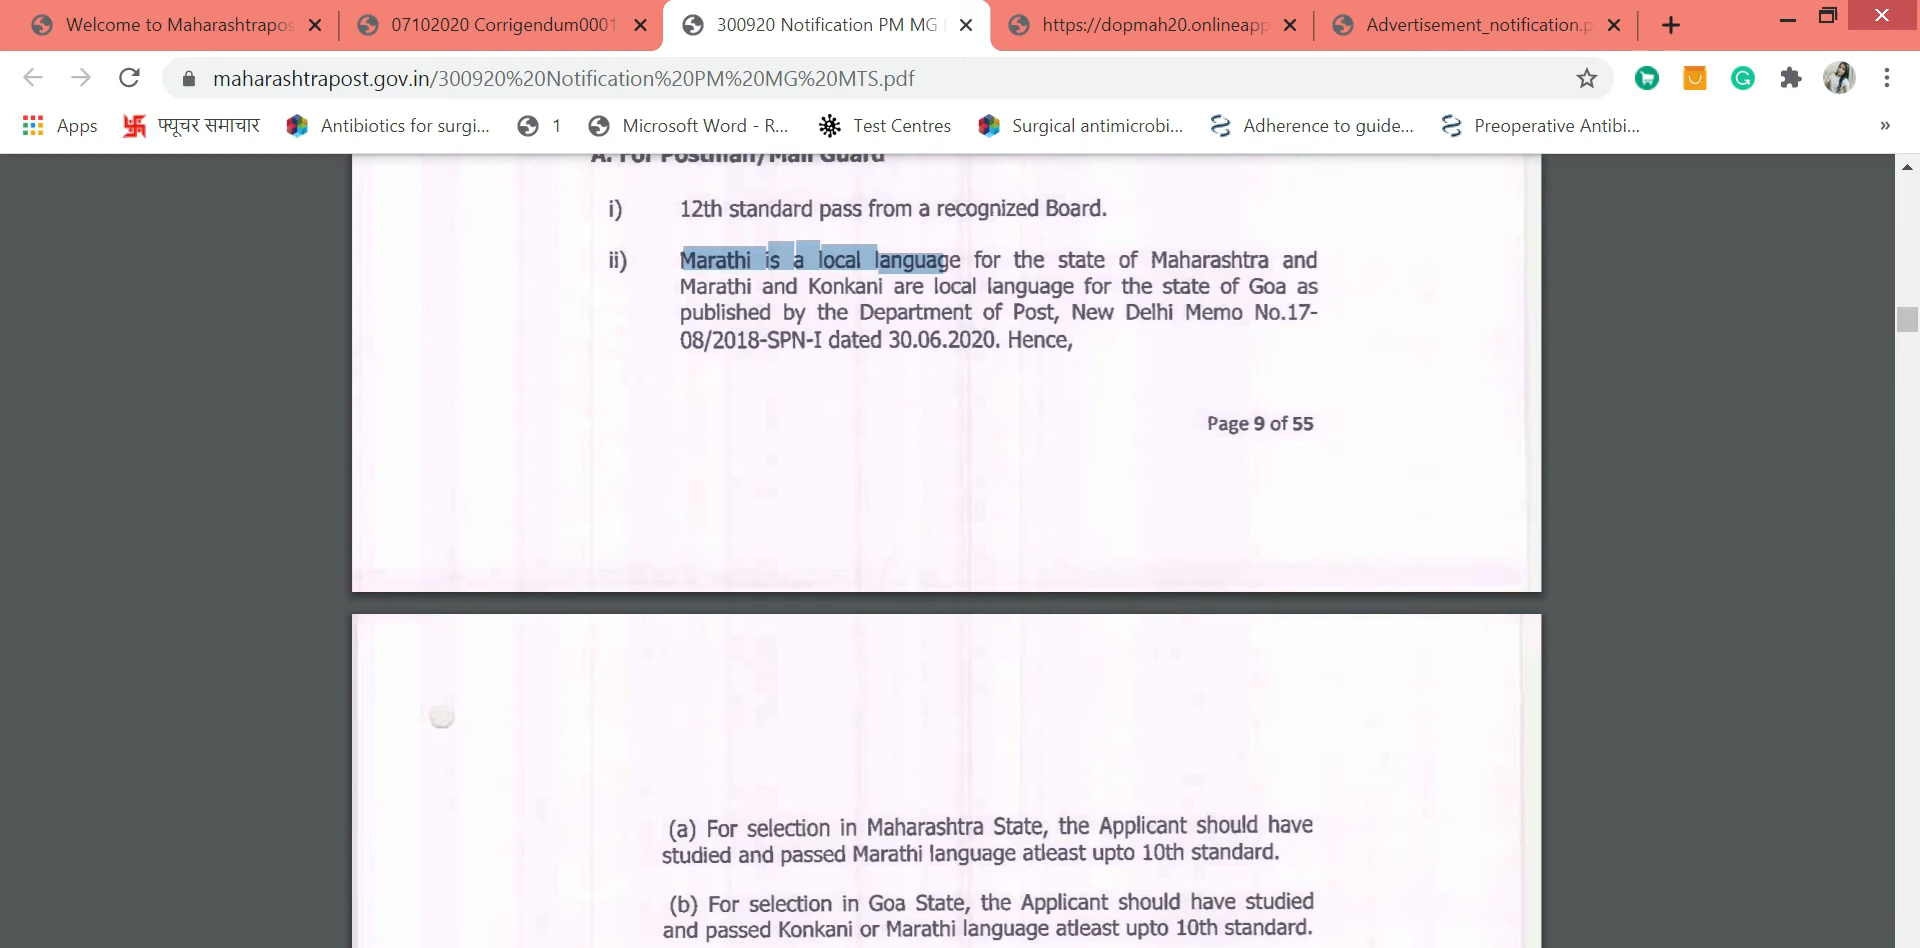 Welcome to Maharashtrapos
07102020 Corrigendum0001
300920 Notification PM MG
https://dopmah20.onlineapp
Advertisement_notification.p
maharashtrapost.gov.in/300920%20Notification%20PM%20MG%20MTS.pdf
Apps
फ्यूचर समाचार
Antibiotics for surgi...
1
Microsoft Word - R...
Test Centres
Surgical antimicrobi...
Adherence to guide...
Preoperative Antibi...
»
A. For Postman/Mail Guard
i) 12th standard pass from a recognized Board.
ii) Marathi is a local language for the state of Maharashtra and
Marathi and Konkani are local language for the state of Goa as
published by the Department of Post, New Delhi Memo No.17-
08/2018-SPN-I dated 30.06.2020. Hence,
Page 9 of 55
(a) For selection in Maharashtra State, the Applicant should have
studied and passed Marathi language atleast upto 10th standard.
(b) For selection in Goa State, the Applicant should have studied
and passed Konkani or Marathi language atleast upto 10th standard.